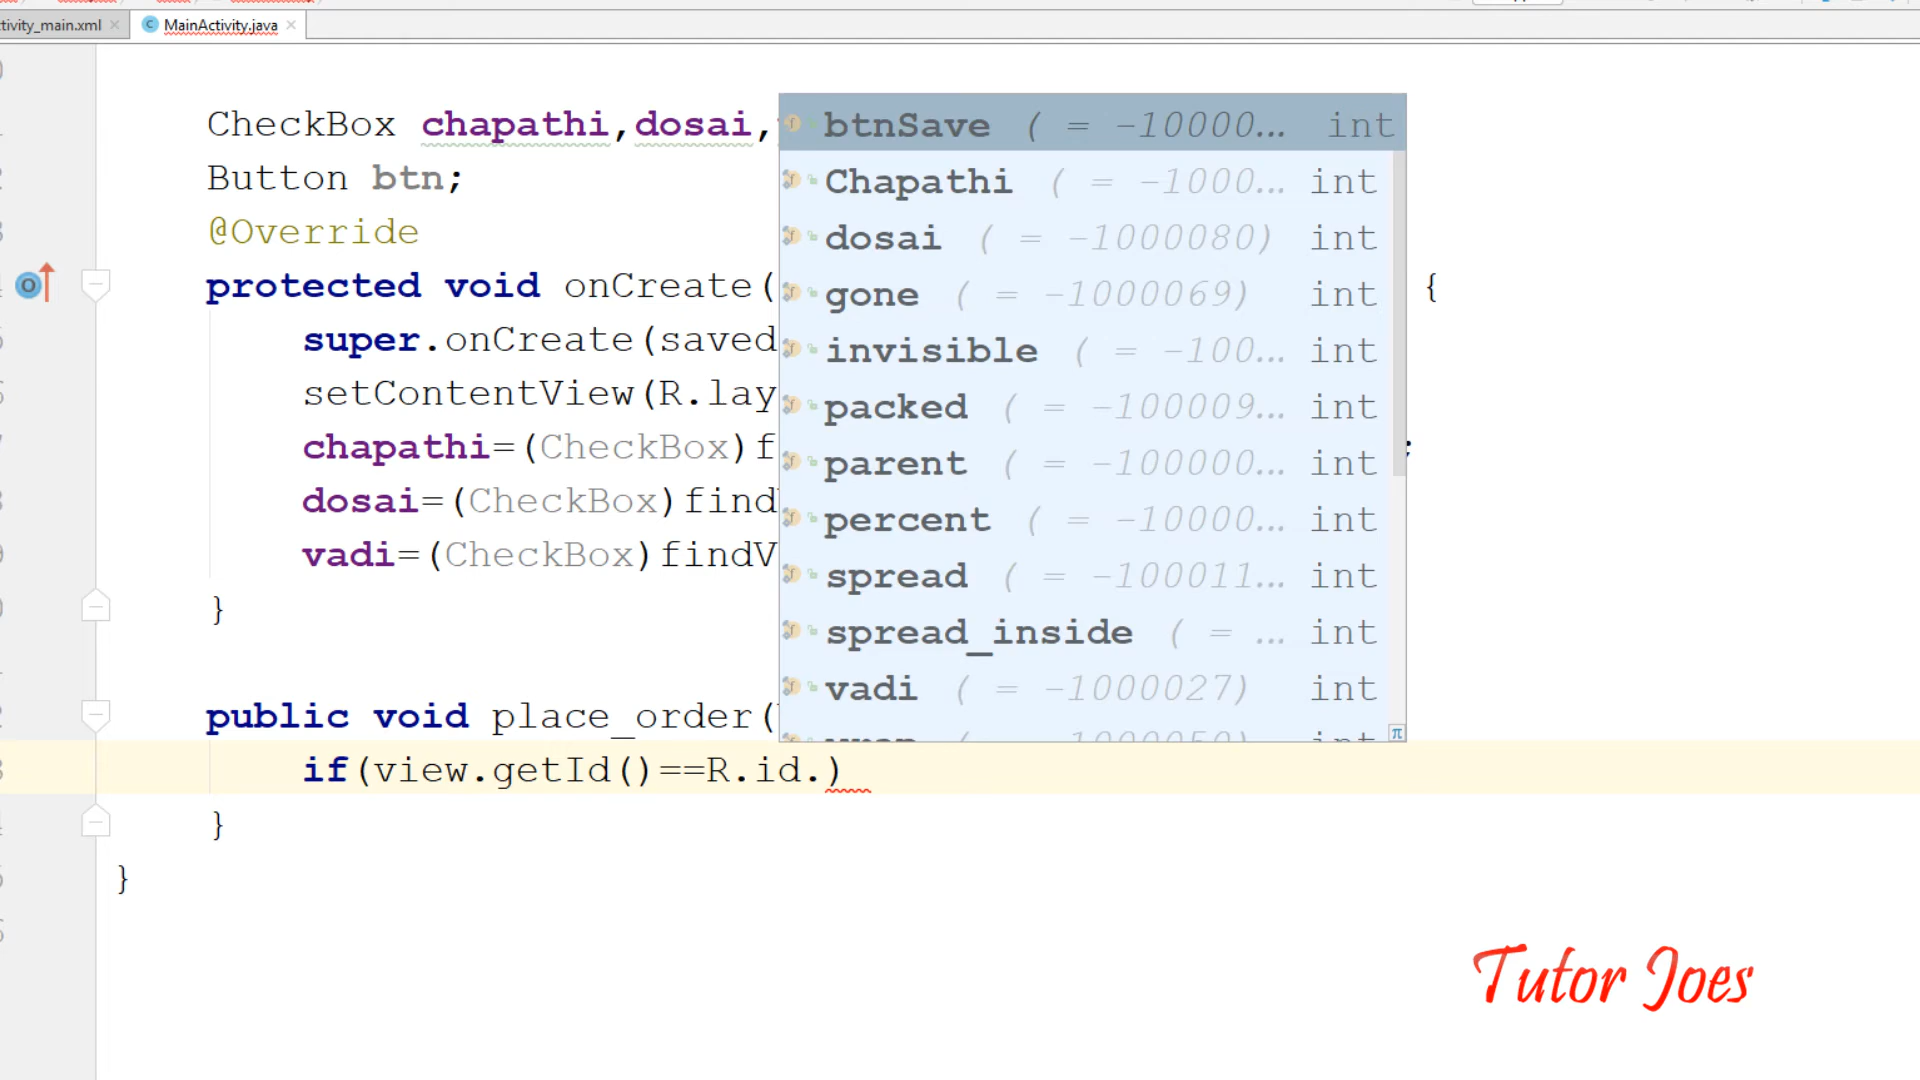 tivity_main.xml
MainActivity.java
CheckBox chapathi,dosai,
Button btn;
@Override
protected void onCreate( {
super.onCreate(saved
setContentView(R.lay
chapathi=(CheckBox)f ;
dosai=(CheckBox)find
vadi=(CheckBox)findV
}
public void place_order(
if(view.getId()==R.id.)
}
}
btnSave ( = -10000... int
Chapathi ( = -1000... int
dosai ( = -1000080) int
gone ( = -1000069) int
invisible ( = -100... int
packed ( = -100009... int
parent ( = -100000... int
percent ( = -10000... int
spread ( = -100011... int
spread_inside ( = ... int
vadi ( = -1000027) int
Tutor Joes